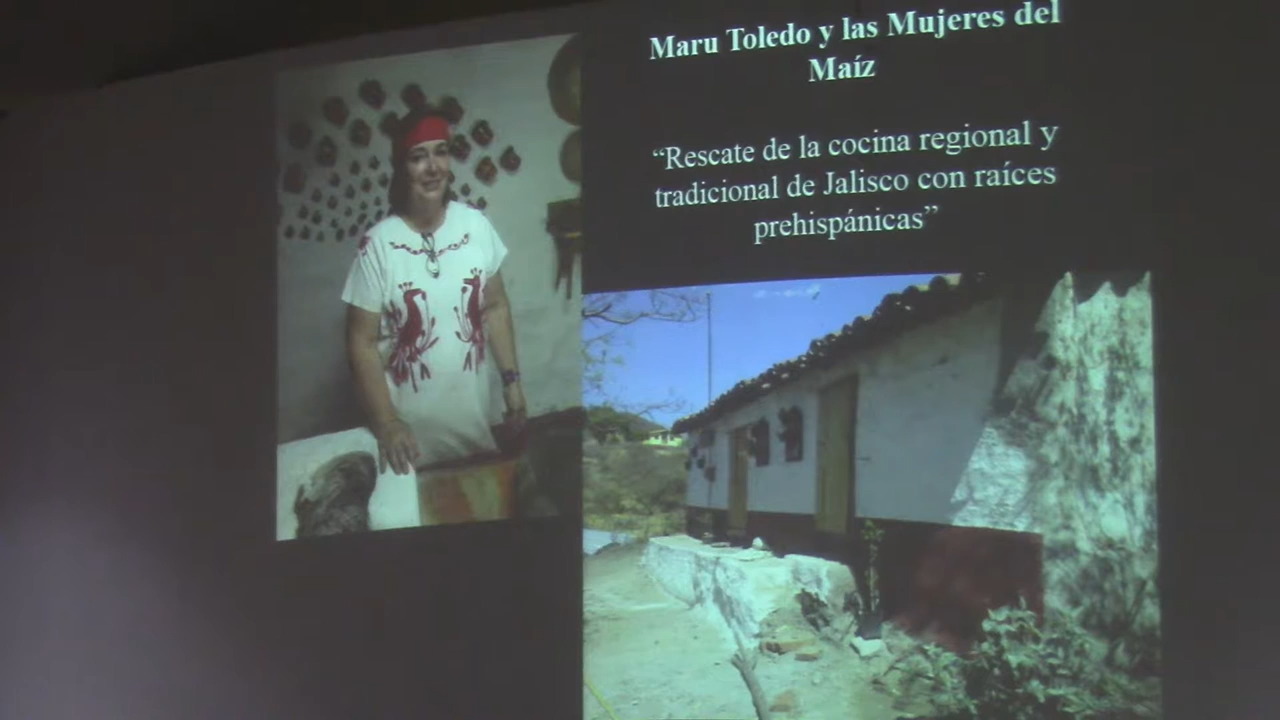 Maru Toledo y las Mujeres del
Maíz
“Rescate de la cocina regional y
tradicional de Jalisco con raíces
prehispánicas”